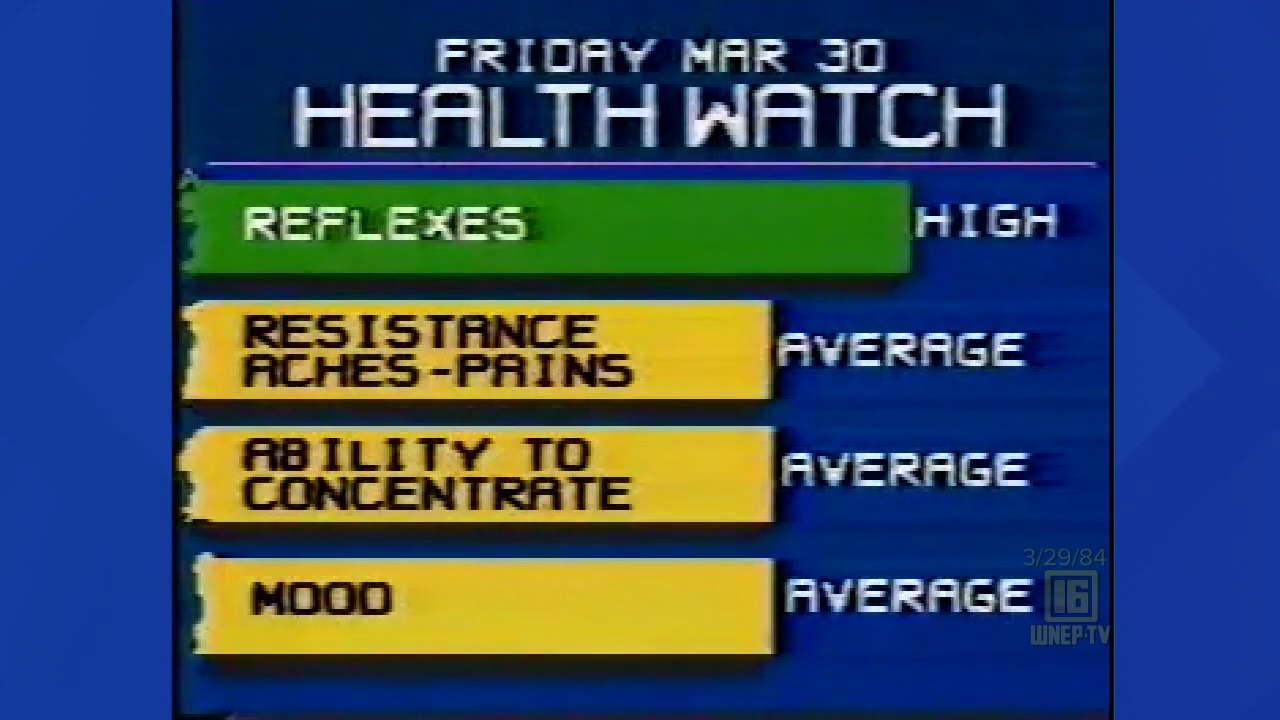 FRIDAY MAR 30
HEALTH WATCH
REFLEXES
HIGH
RESISTANCE
ACHES-PAINS
AVERAGE
ABILITY TO
CONCENTRATE
AVERAGE
MOOD
AVERAGE
3/29/84
16
WNEP-TV